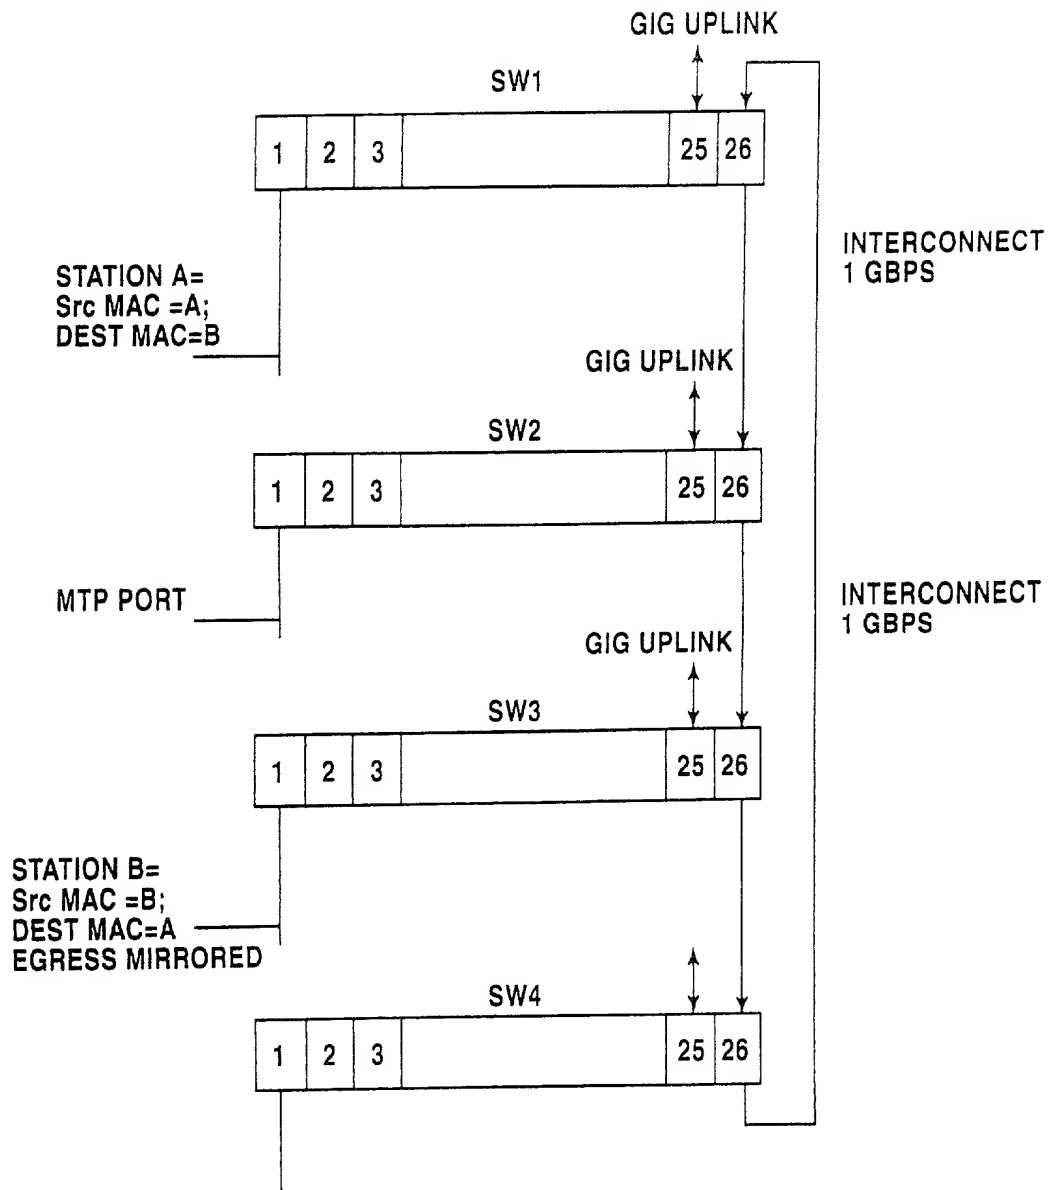 GIG UPLINK
SW1
1 2 3 25 26
INTERCONNECT
1 GBPS
STATION A=
Src MAC =A;
DEST MAC=B
GIG UPLINK
SW2
1 2 3 25 26
MTP PORT
INTERCONNECT
1 GBPS
GIG UPLINK
SW3
1 2 3 25 26
STATION B=
Src MAC =B;
DEST MAC=A
EGRESS MIRRORED
SW4
1 2 3 25 26